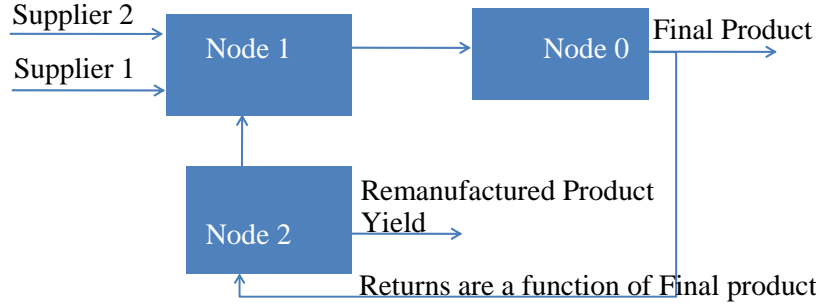 Supplier 2
Supplier 1
Node 1
Node 0
Final Product
Node 2
Remanufactured Product
Yield
Returns are a function of Final product